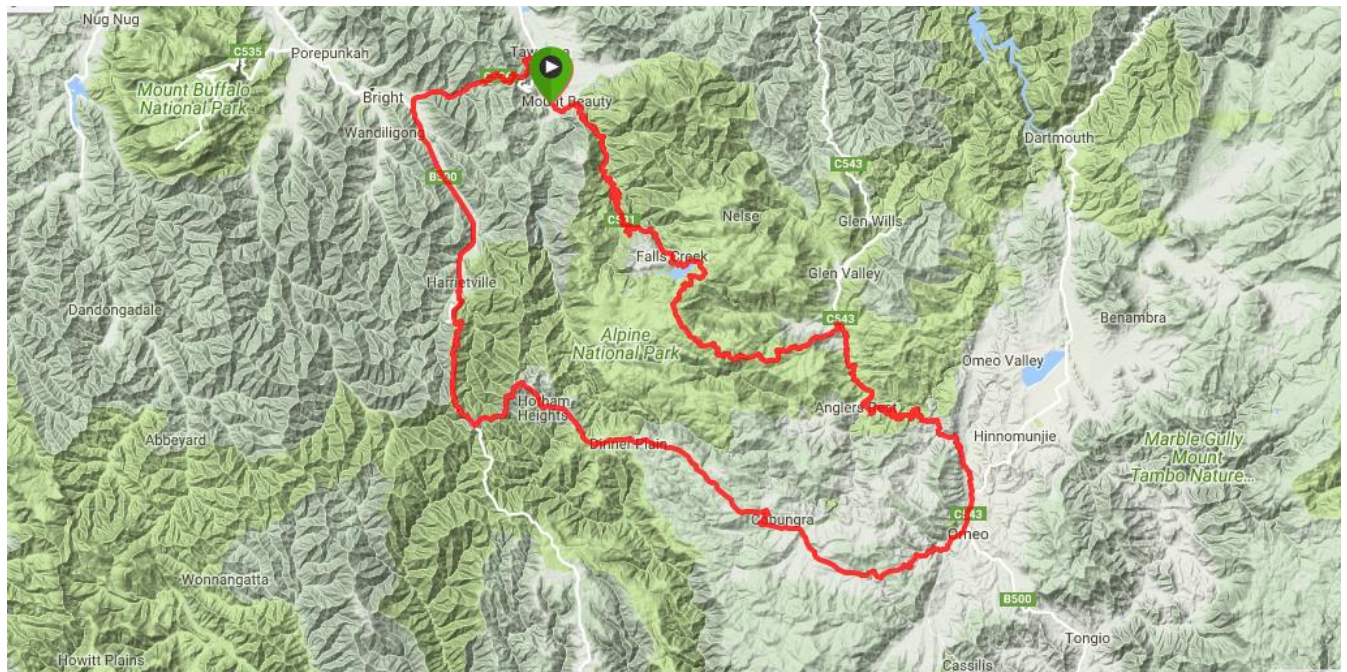 Nug Nug
C535
Porepunkah
Mount Buffalo
National Park
Bright
Mount Beauty
Wandiligong
B500
C531
Nelse
C543
Dartmouth
Glen Wills
Falls Creek
Glen Valley
Harrietville
Dandongadale
Alpine
National Park
C543
Benambra
Omeo Valley
Hotham
Heights
Anglers Rest
Abbeyard
Dinner Plain
Hinnomunjie
Marble Gully
- Mount
Tambo Nature...
Cobungra
C543
Omeo
Wonnangatta
B500
Tongio
Howitt Plains
Cassilis